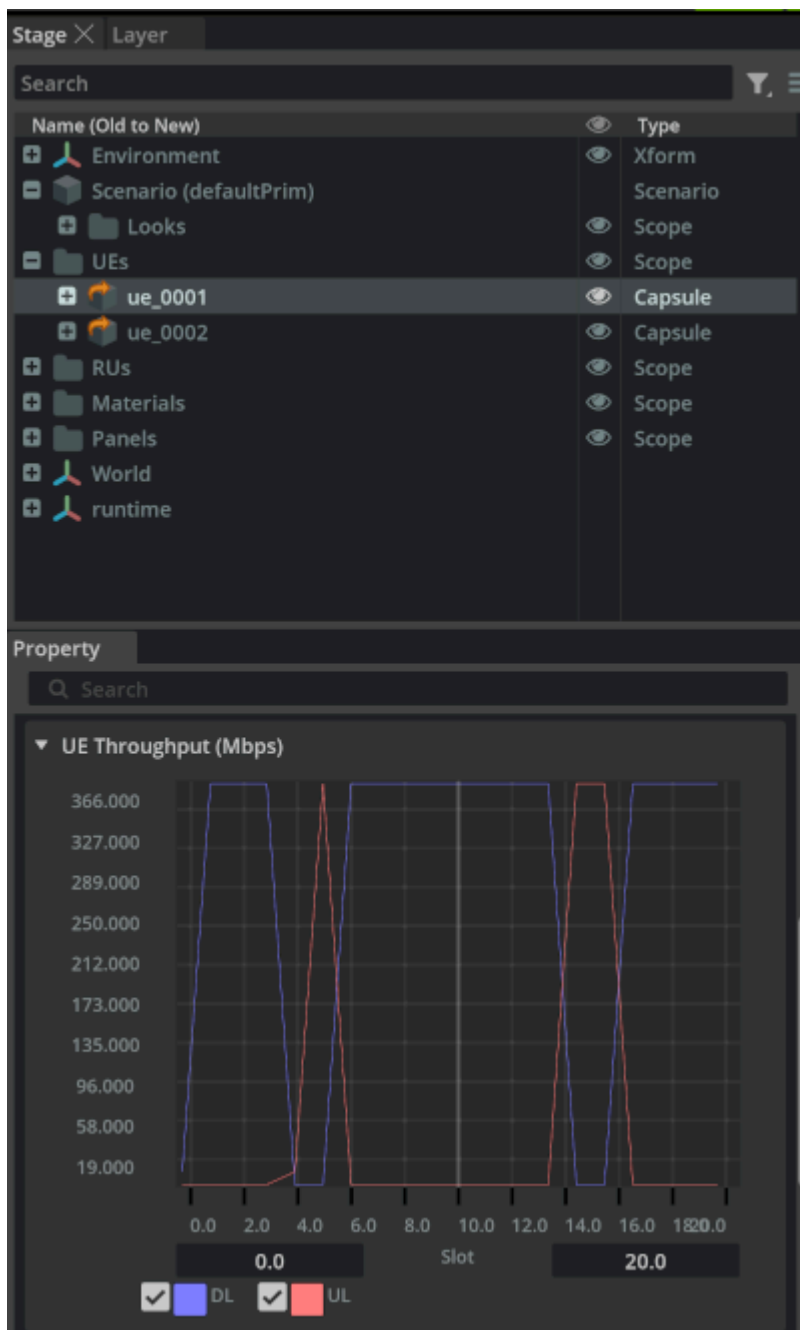 Stage Layer
Search
Name (Old to New) Type
Environment Xform
Scenario (defaultPrim) Scenario
Looks Scope
UEs Scope
ue_0001 Capsule
ue_0002 Capsule
RUs Scope
Materials Scope
Panels Scope
World
runtime
Property
Search
UE Throughput (Mbps)
366.000
327.000
289.000
250.000
212.000
173.000
135.000
96.000
58.000
19.000
0.0 2.0 4.0 6.0 8.0 10.0 12.0 14.0 16.0 18.0 20.0
0.0 Slot 20.0
DL UL